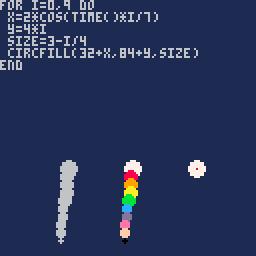 FOR I=0,9 DO
X=2*COS(TIME()*I/7)
Y=4*I
SIZE=3-I/4
CIRCFILL(32+X,84+Y,SIZE)
END